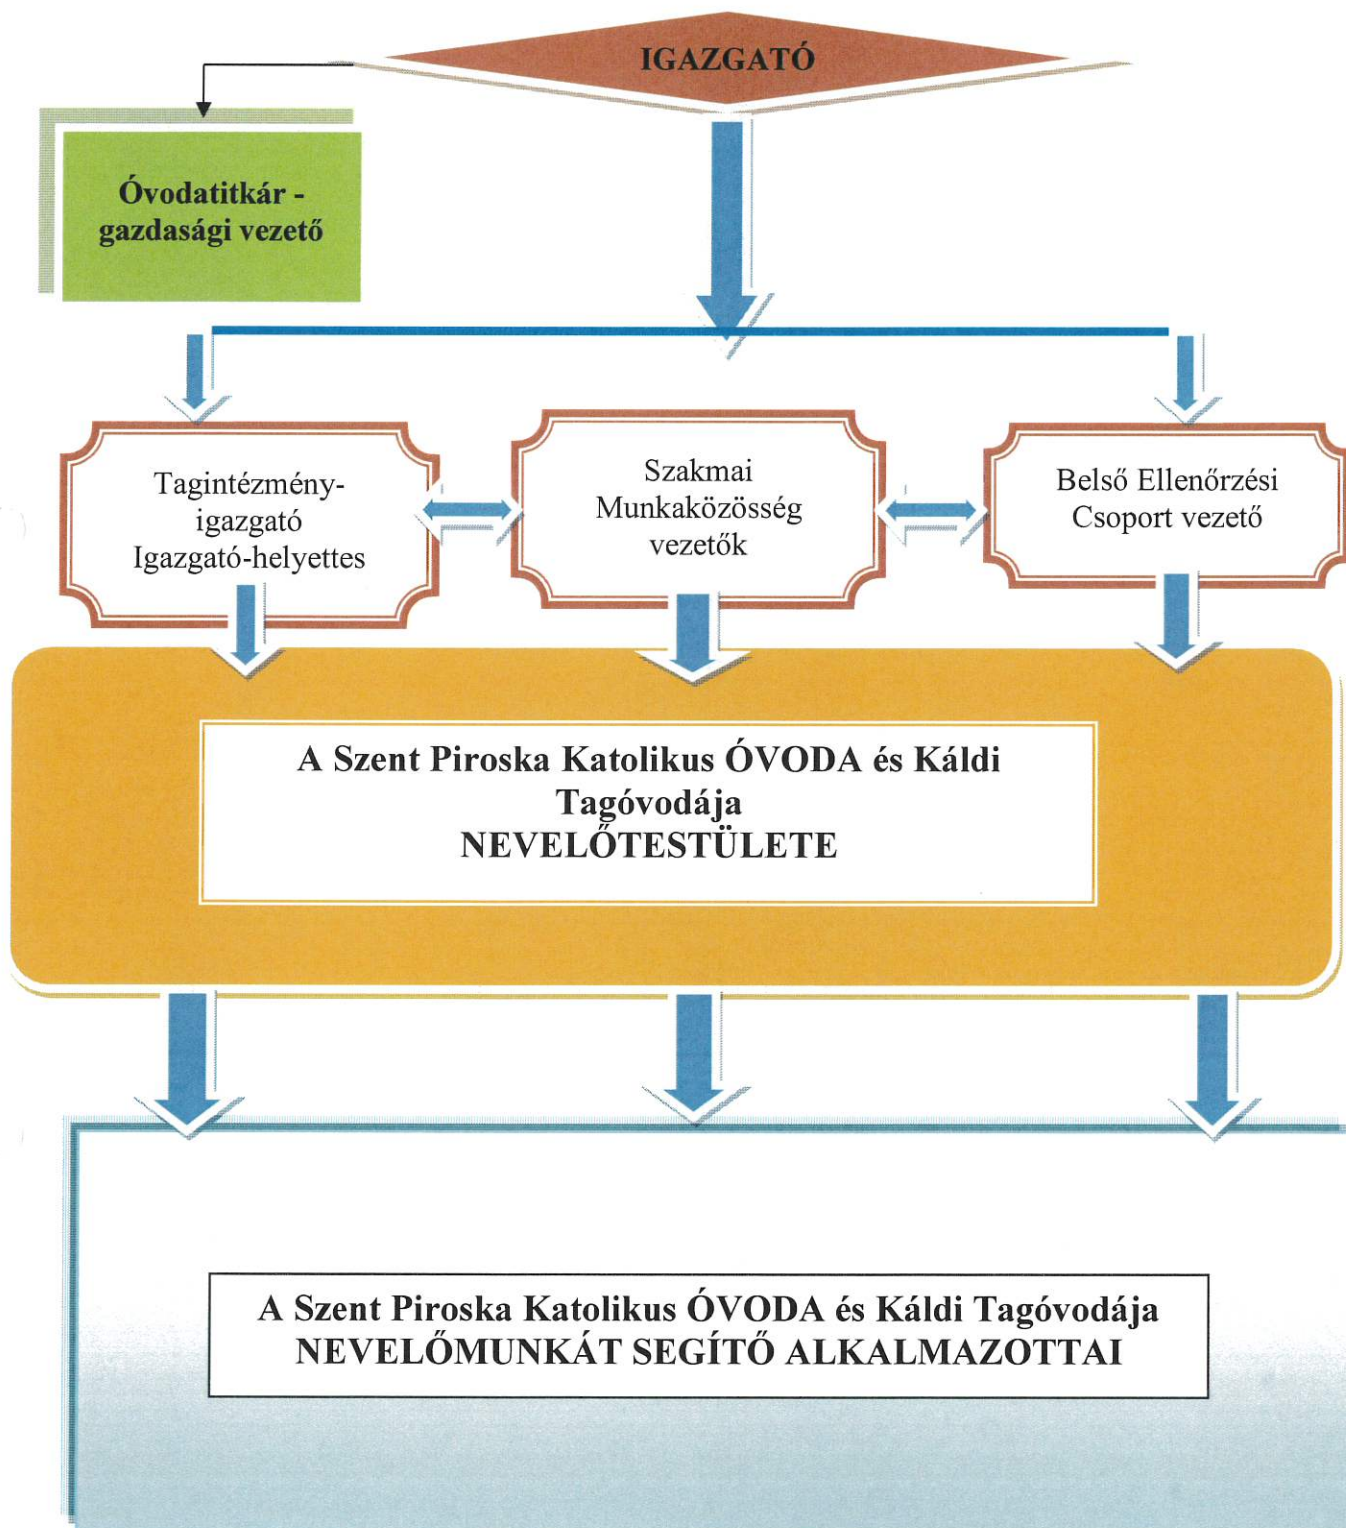 IGAZGATÓ
Óvodatitkár -
gazdasági vezető
Tagintézmény-
igazgató
Igazgató-helyettes
Szakmai
Munkaközösség
vezetők
Belső Ellenőrzési
Csoport vezető
A Szent Piroska Katolikus ÓVODA és Káldi
Tagóvodája
NEVELŐTESTÜLETE
A Szent Piroska Katolikus ÓVODA és Káldi Tagóvodája
NEVELŐMUNKÁT SEGÍTŐ ALKALMAZOTTAI